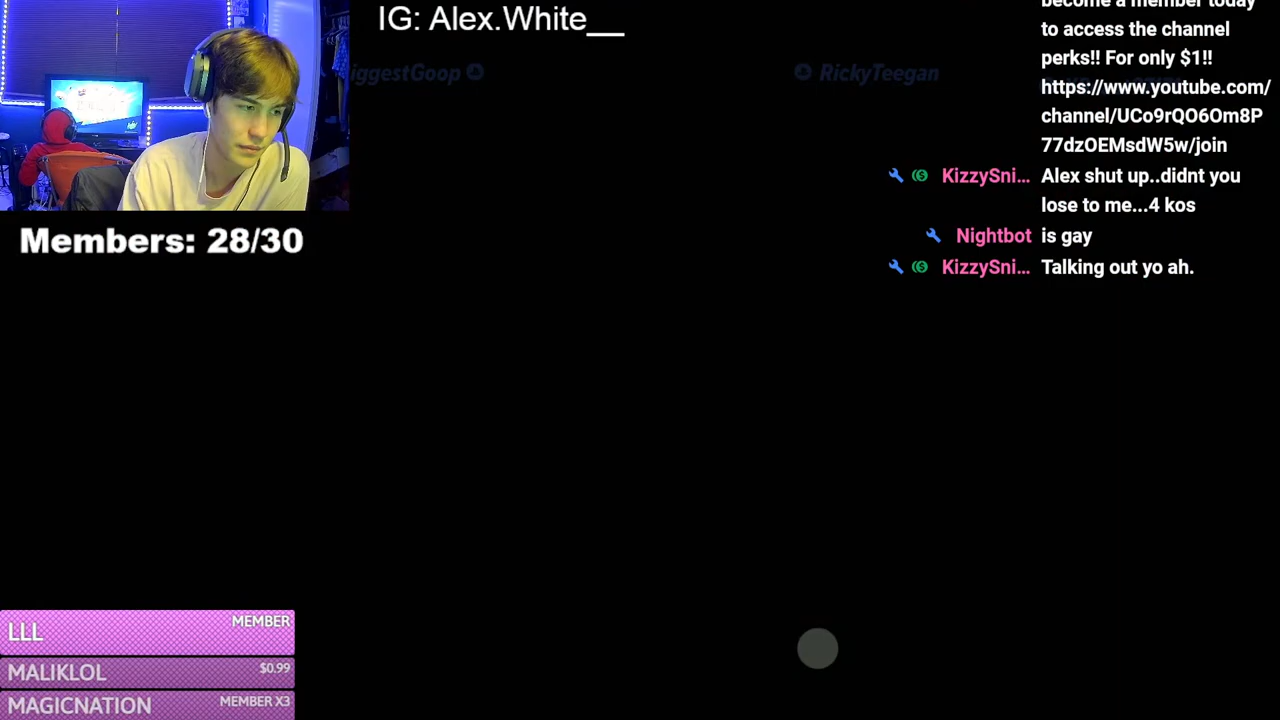 IG: Alex.White__
iggestGoop
RickyTeegan
become a member today
to access the channel
perks!! For only $1!!
https://www.youtube.com/
channel/UCo9rQO6Om8P
77dzOEMsdW5w/join
KizzySni... Alex shut up..didnt you
lose to me...4 kos
Nightbot is gay
KizzySni... Talking out yo ah.
Members: 28/30
LLL MEMBER
MALIKLOL $0.99
MAGICNATION MEMBER X3